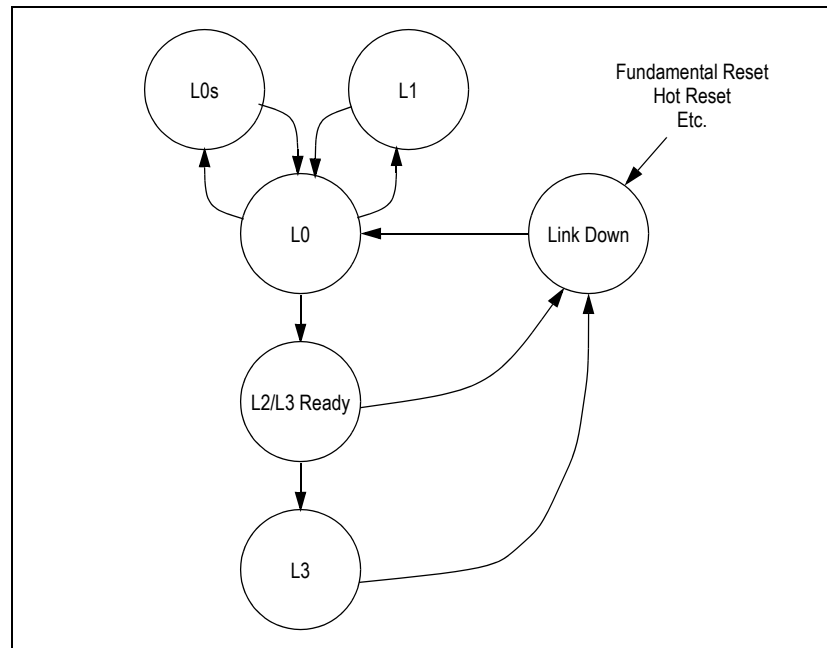 L0s
L1
Fundamental Reset
Hot Reset
Etc.
L0
Link Down
L2/L3 Ready
L3